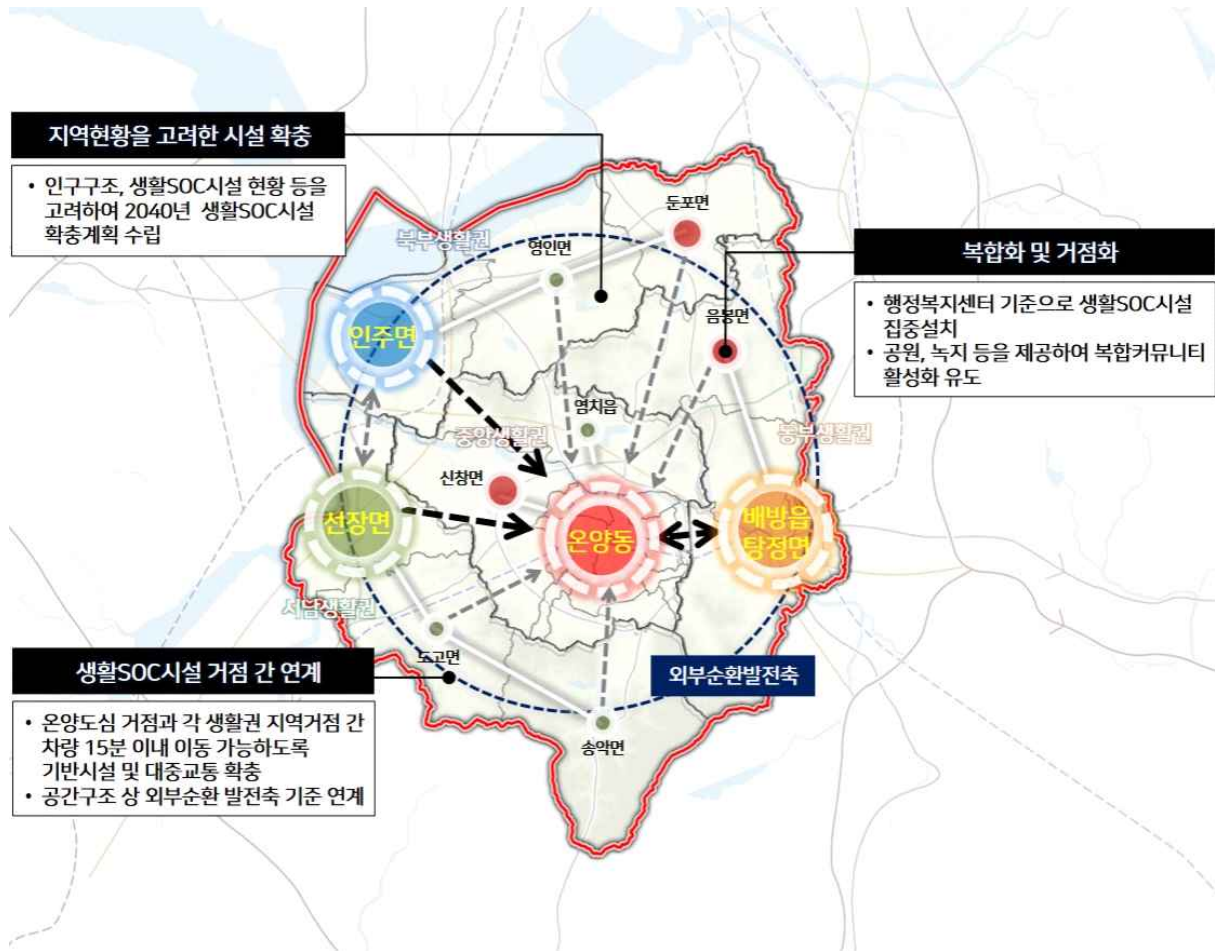 지역현황을 고려한 시설 확충
• 인구구조, 생활SOC시설 현황 등을
고려하여 2040년 생활SOC시설
확충계획 수립
둔포면
북부생활권
영인면
복합화 및 거점화
• 행정복지센터 기준으로 생활SOC시설
집중설치
• 공원, 녹지 등을 제공하여 복합커뮤니티
활성화 유도
음봉면
인주면
염치읍
중앙생활권
동부생활권
신창면
선장면
온양동
배방읍
탕정면
서남생활권
도고면
외부순환발전축
생활SOC시설 거점 간 연계
• 온양도심 거점과 각 생활권 지역거점 간
차량 15분 이내 이동 가능하도록
기반시설 및 대중교통 확충
• 공간구조 상 외부순환 발전축 기준 연계
송악면